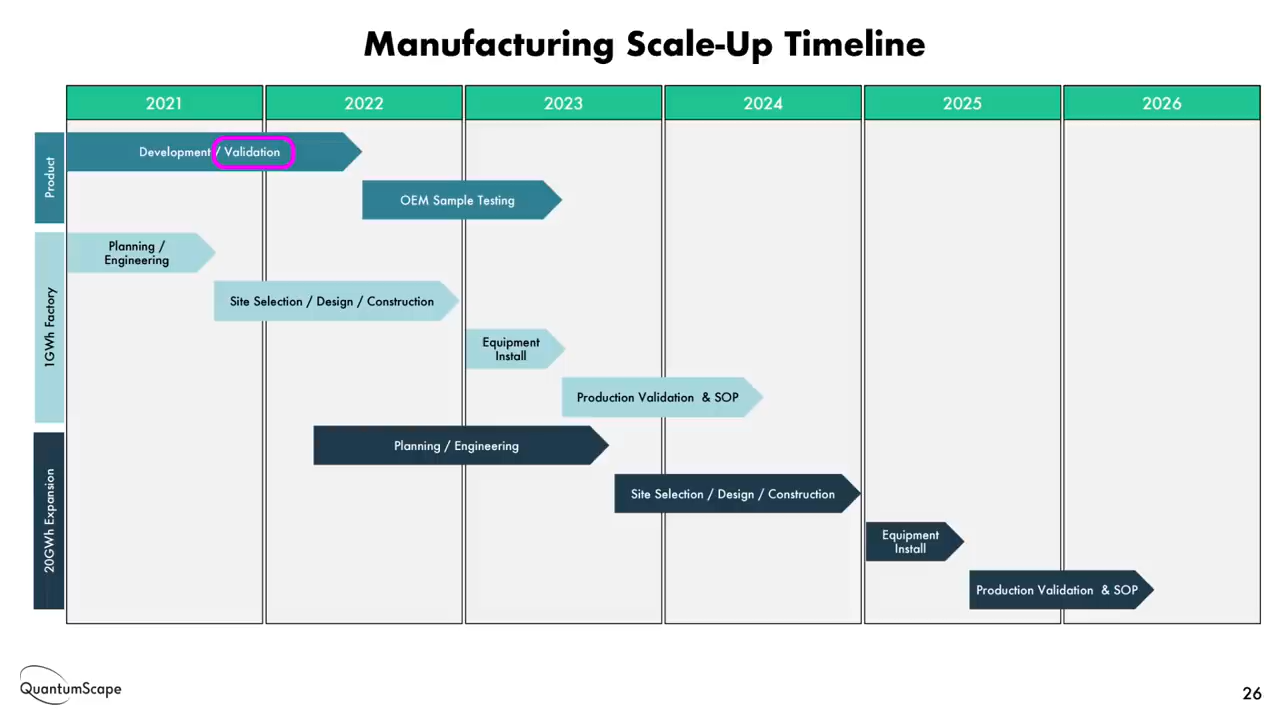 Manufacturing Scale-Up Timeline
2021 2022 2023 2024 2025 2026
Product
Development / Validation
OEM Sample Testing
1GWh Factory
Planning /
Engineering
Site Selection / Design / Construction
Equipment
Install
Production Validation & SOP
20GWh Expansion
Planning / Engineering
Site Selection / Design / Construction
Equipment
Install
Production Validation & SOP
QuantumScape
26